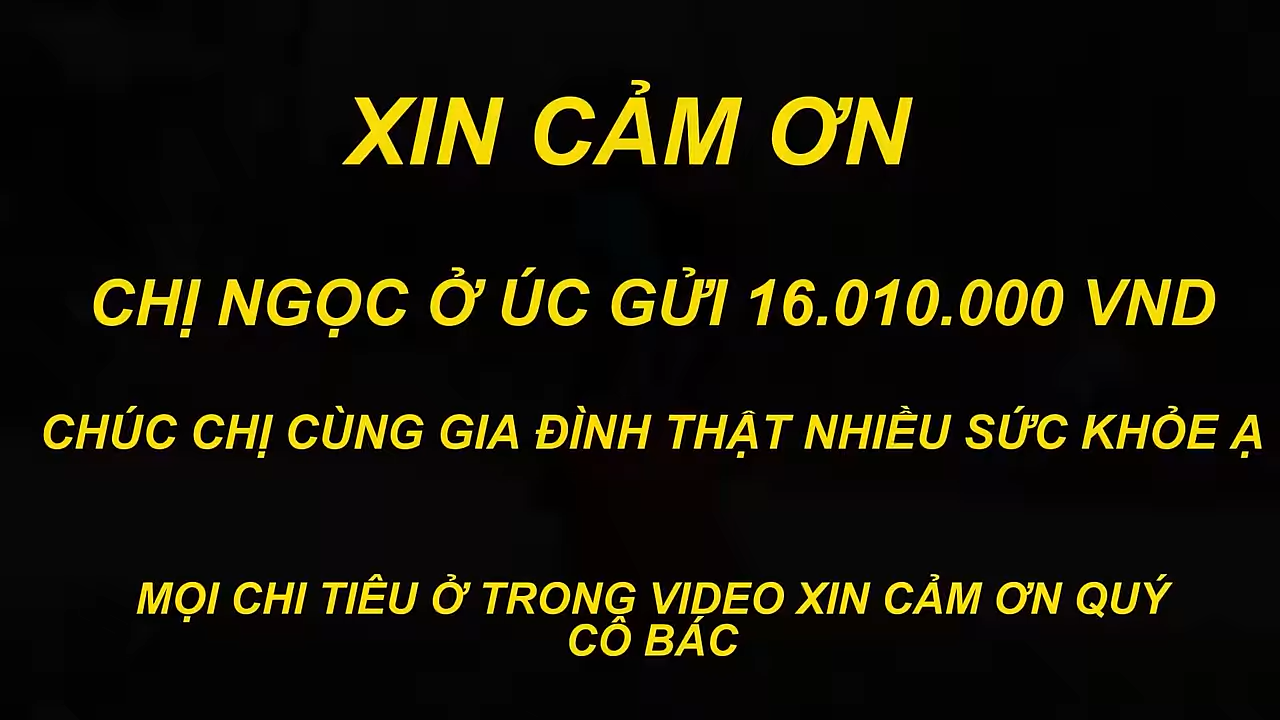 XIN CẢM ƠN
CHỊ NGỌC Ở ÚC GỬI 16.010.000 VND
CHÚC CHỊ CÙNG GIA ĐÌNH THẬT NHIỀU SỨC KHỎE Ạ
MỌI CHI TIÊU Ở TRONG VIDEO XIN CẢM ƠN QUÝ
CÔ BÁC